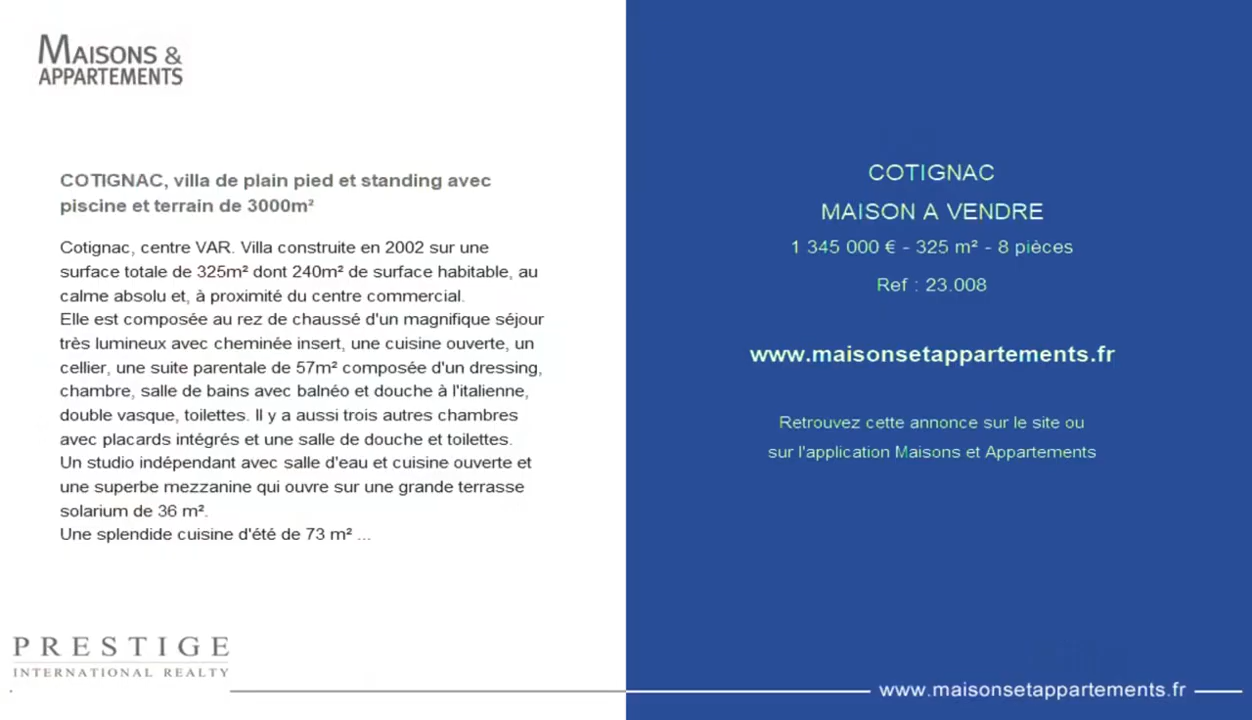 MAISONS &
APPARTEMENTS
COTIGNAC, villa de plain pied et standing avec
piscine et terrain de 3000m²
Cotignac, centre VAR. Villa construite en 2002 sur une
surface totale de 325m² dont 240m² de surface habitable, au
calme absolu et, à proximité du centre commercial.
Elle est composée au rez de chaussé d'un magnifique séjour
très lumineux avec cheminée insert, une cuisine ouverte, un
cellier, une suite parentale de 57m² composée d'un dressing,
chambre, salle de bains avec balnéo et douche à l'italienne,
double vasque, toilettes. Il y a aussi trois autres chambres
avec placards intégrés et une salle de douche et toilettes.
Un studio indépendant avec salle d'eau et cuisine ouverte et
une superbe mezzanine qui ouvre sur une grande terrasse
solarium de 36 m².
Une splendide cuisine d'été de 73 m² ...
PRESTIGE
INTERNATIONAL REALTY
COTIGNAC
MAISON A VENDRE
1 345 000 € - 325 m² - 8 pièces
Ref : 23.008
www.maisonsetappartements.fr
Retrouvez cette annonce sur le site ou
sur l'application Maisons et Appartements
www.maisonsetappartements.fr